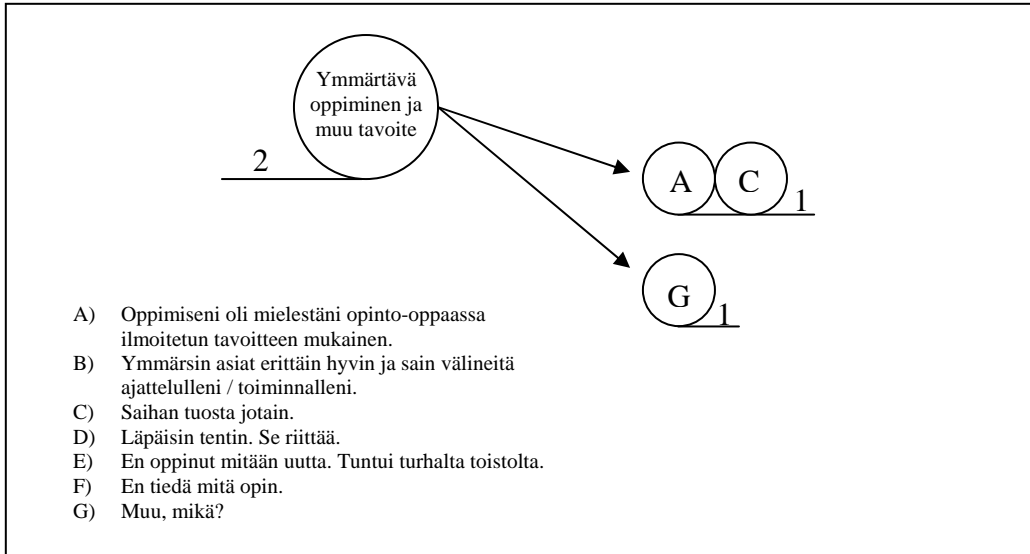 Ymmärtävä
oppiminen ja
muu tavoite
2
A
C
1
G
1
A) Oppimiseni oli mielestäni opinto-oppaassa
ilmoitetun tavoitteen mukainen.
B) Ymmärsin asiat erittäin hyvin ja sain välineitä
ajattelulleni / toiminnalleni.
C) Saihan tuosta jotain.
D) Läpäisin tentin. Se riittää.
E) En oppinut mitään uutta. Tuntui turhalta toistolta.
F) En tiedä mitä opin.
G) Muu, mikä?